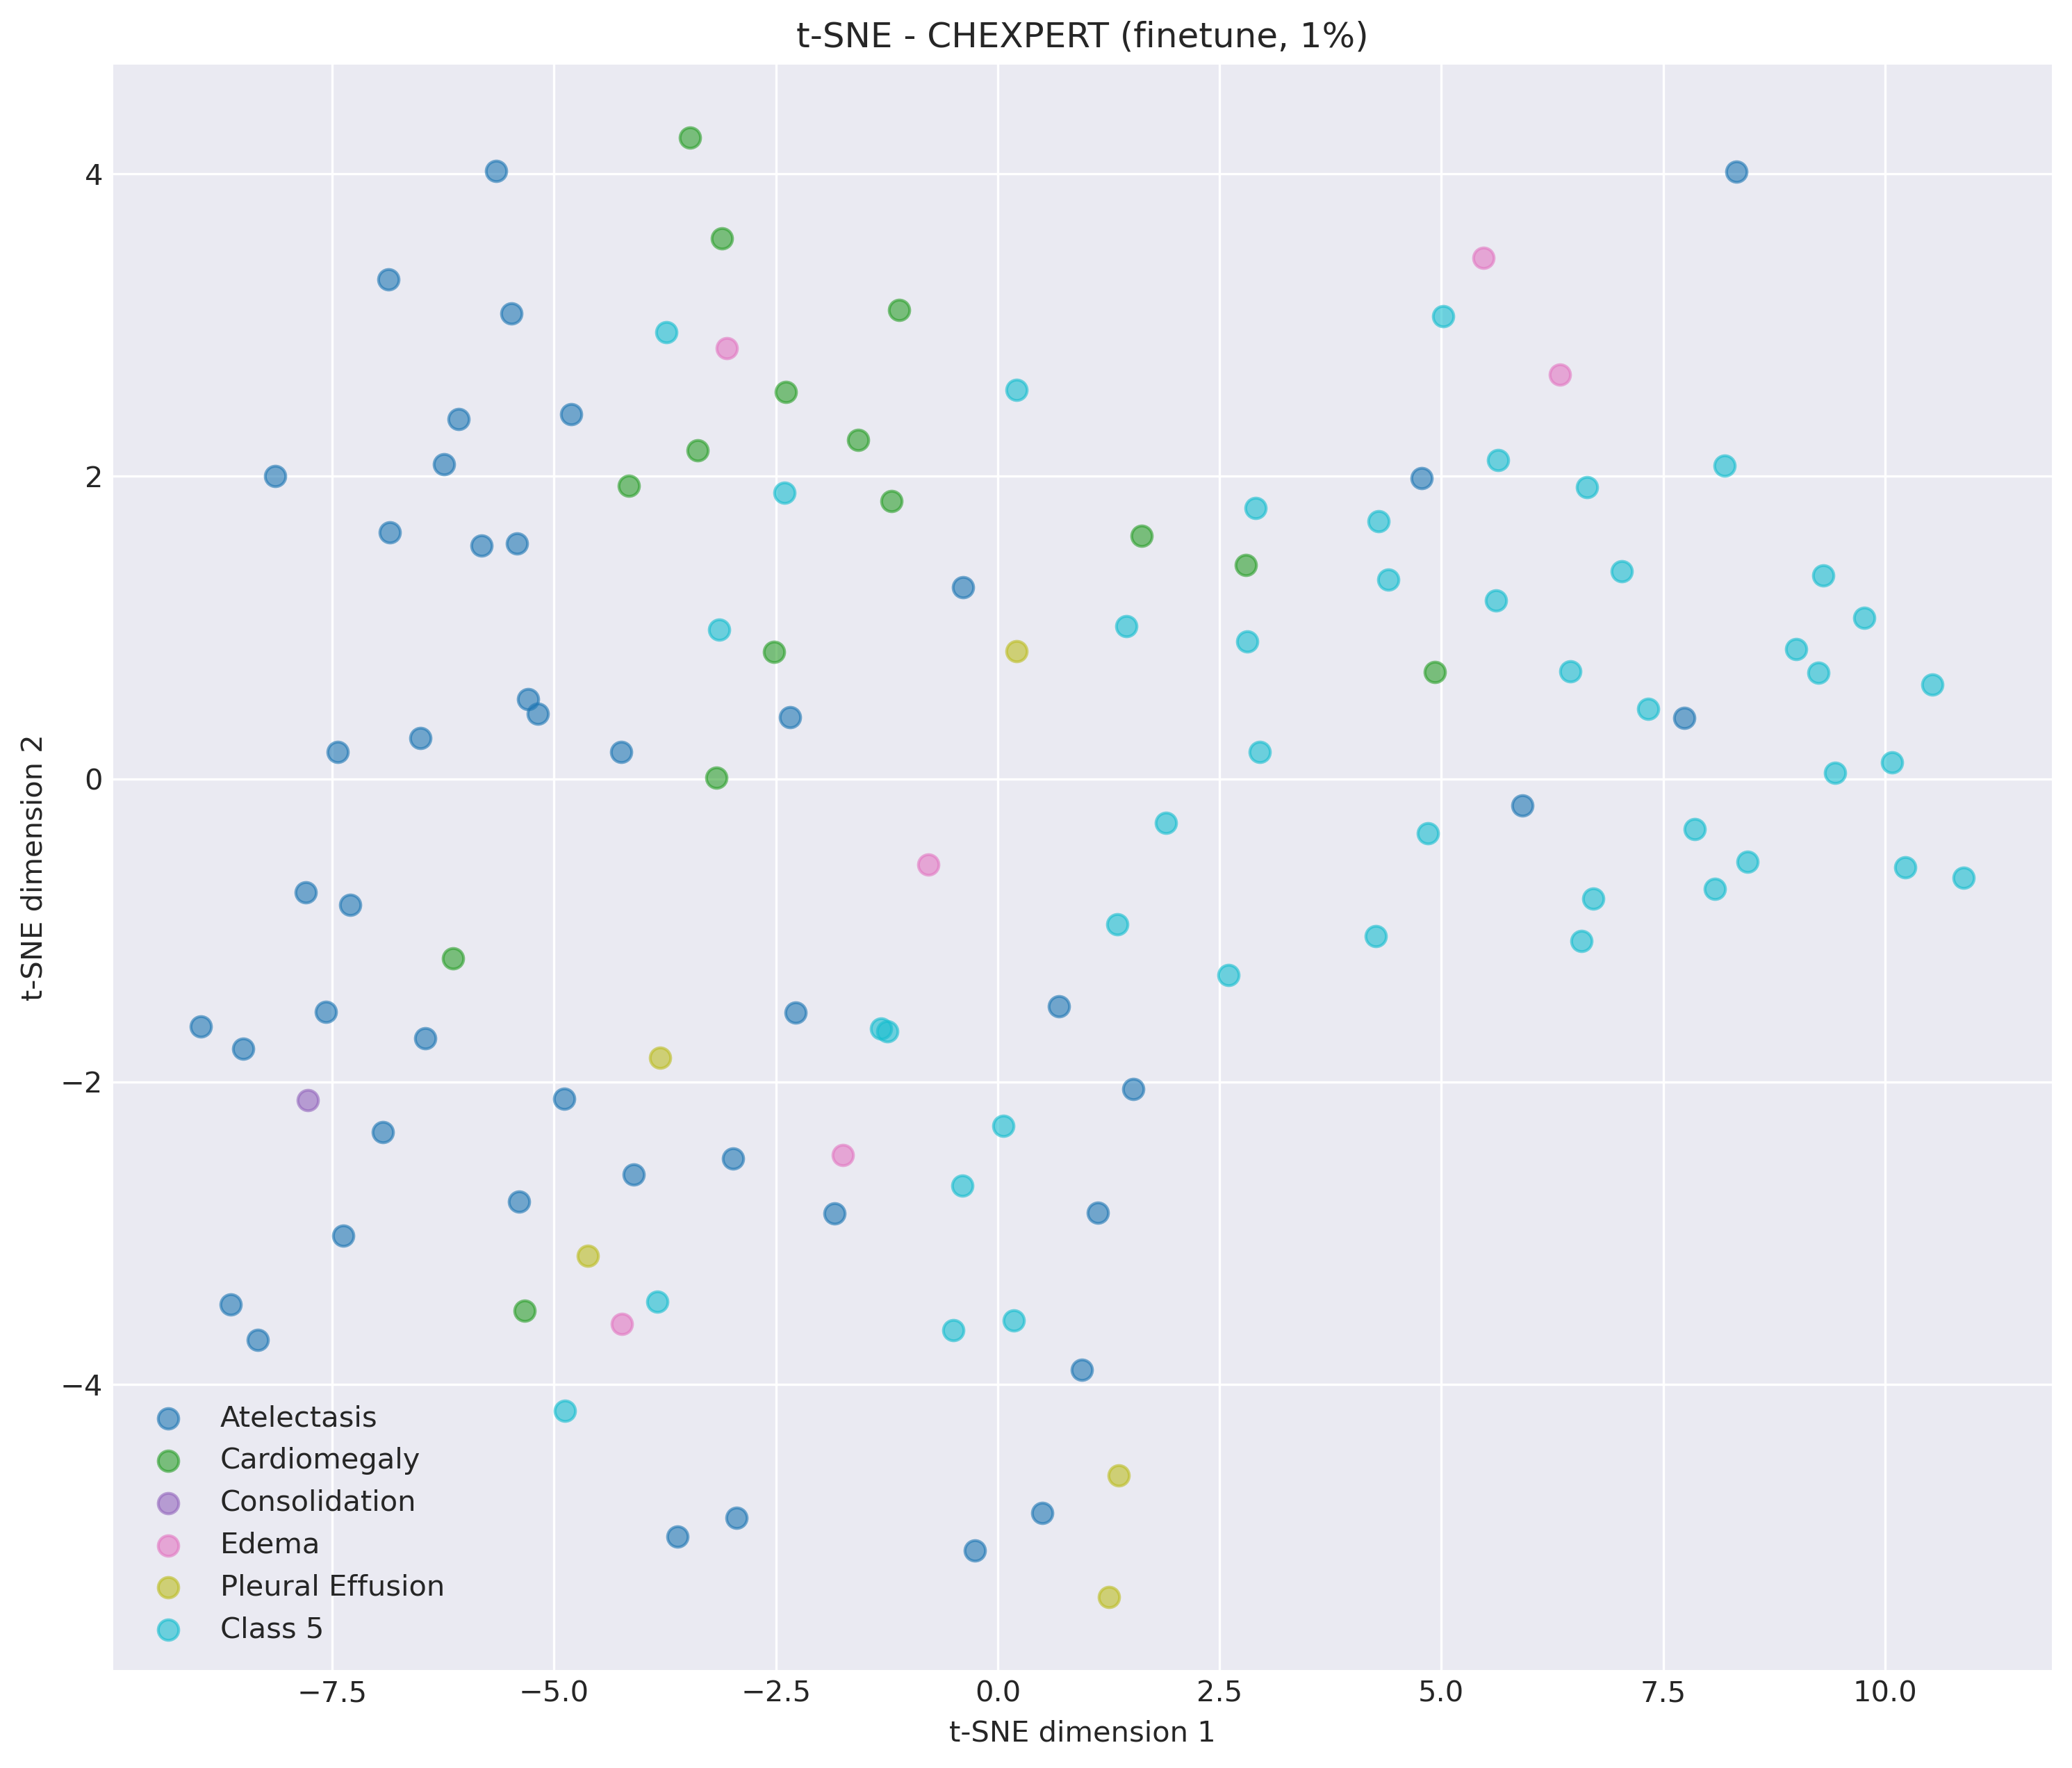 t-SNE - CHEXPERT (finetune, 1%)
4
2
0
−2
−4
t-SNE dimension 2
Atelectasis
Cardiomegaly
Consolidation
Edema
Pleural Effusion
Class 5
−7.5 −5.0 −2.5 0.0 2.5 5.0 7.5 10.0
t-SNE dimension 1